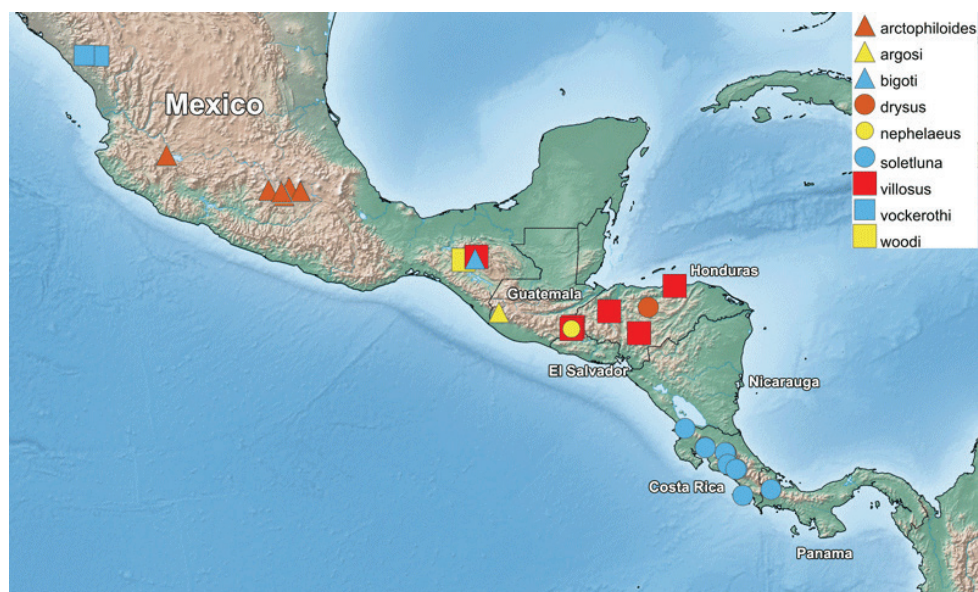 arctophiloides
argosi
bigoti
drysus
nephelaeus
soletluna
villosus
vockerothi
woodi
Mexico
Honduras
Guatemala
El Salvador
Nicarauga
Costa Rica
Panama